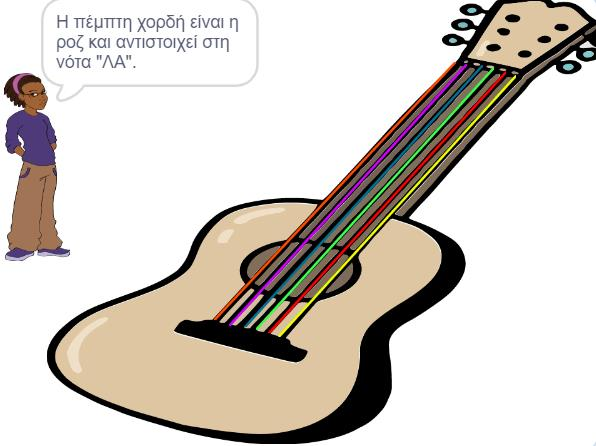 Η πέμπτη χορδή είναι η
ροζ και αντιστοιχεί στη
νότα "ΛΑ".